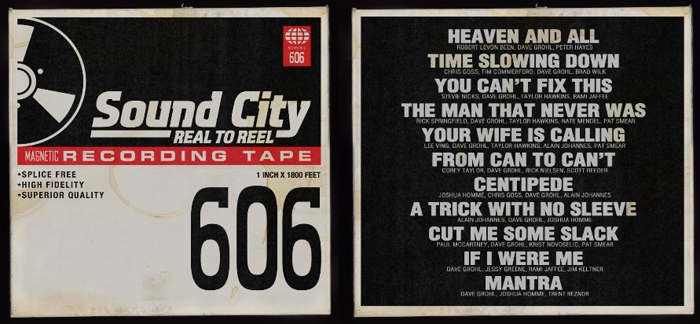 606
Sound City
REAL TO REEL
MAGNETIC RECORDING TAPE
•SPLICE FREE
•HIGH FIDELITY
•SUPERIOR QUALITY
1 INCH X 1800 FEET
606
HEAVEN AND ALL
ROBERT LEVON BEEN, DAVE GROHL, PETER HAYES
TIME SLOWING DOWN
CHRIS GOSS, TIM COMMERFORD, DAVE GROHL, BRAD WILK
YOU CAN'T FIX THIS
STEVIE NICKS, DAVE GROHL, TAYLOR HAWKINS, RAMI JAFFEE
THE MAN THAT NEVER WAS
RICK SPRINGFIELD, DAVE GROHL, TAYLOR HAWKINS, NATE MENDEL, PAT SMEAR
YOUR WIFE IS CALLING
LEE VING, DAVE GROHL, TAYLOR HAWKINS, ALAIN JOHANNES, PAT SMEAR
FROM CAN TO CAN'T
COREY TAYLOR, DAVE GROHL, RICK NIELSEN, SCOTT REEDER
CENTIPEDE
JOSHUA HOMME, CHRIS GOSS, DAVE GROHL, ALAIN JOHANNES
A TRICK WITH NO SLEEVE
ALAIN JOHANNES, DAVE GROHL, JOSHUA HOMME
CUT ME SOME SLACK
PAUL MCCARTNEY, DAVE GROHL, KRIST NOVOSELIC, PAT SMEAR
IF I WERE ME
DAVE GROHL, JESSY GREENE, RAMI JAFFEE, JIM KELTNER
MANTRA
DAVE GROHL, JOSHUA HOMME, TRENT REZNOR